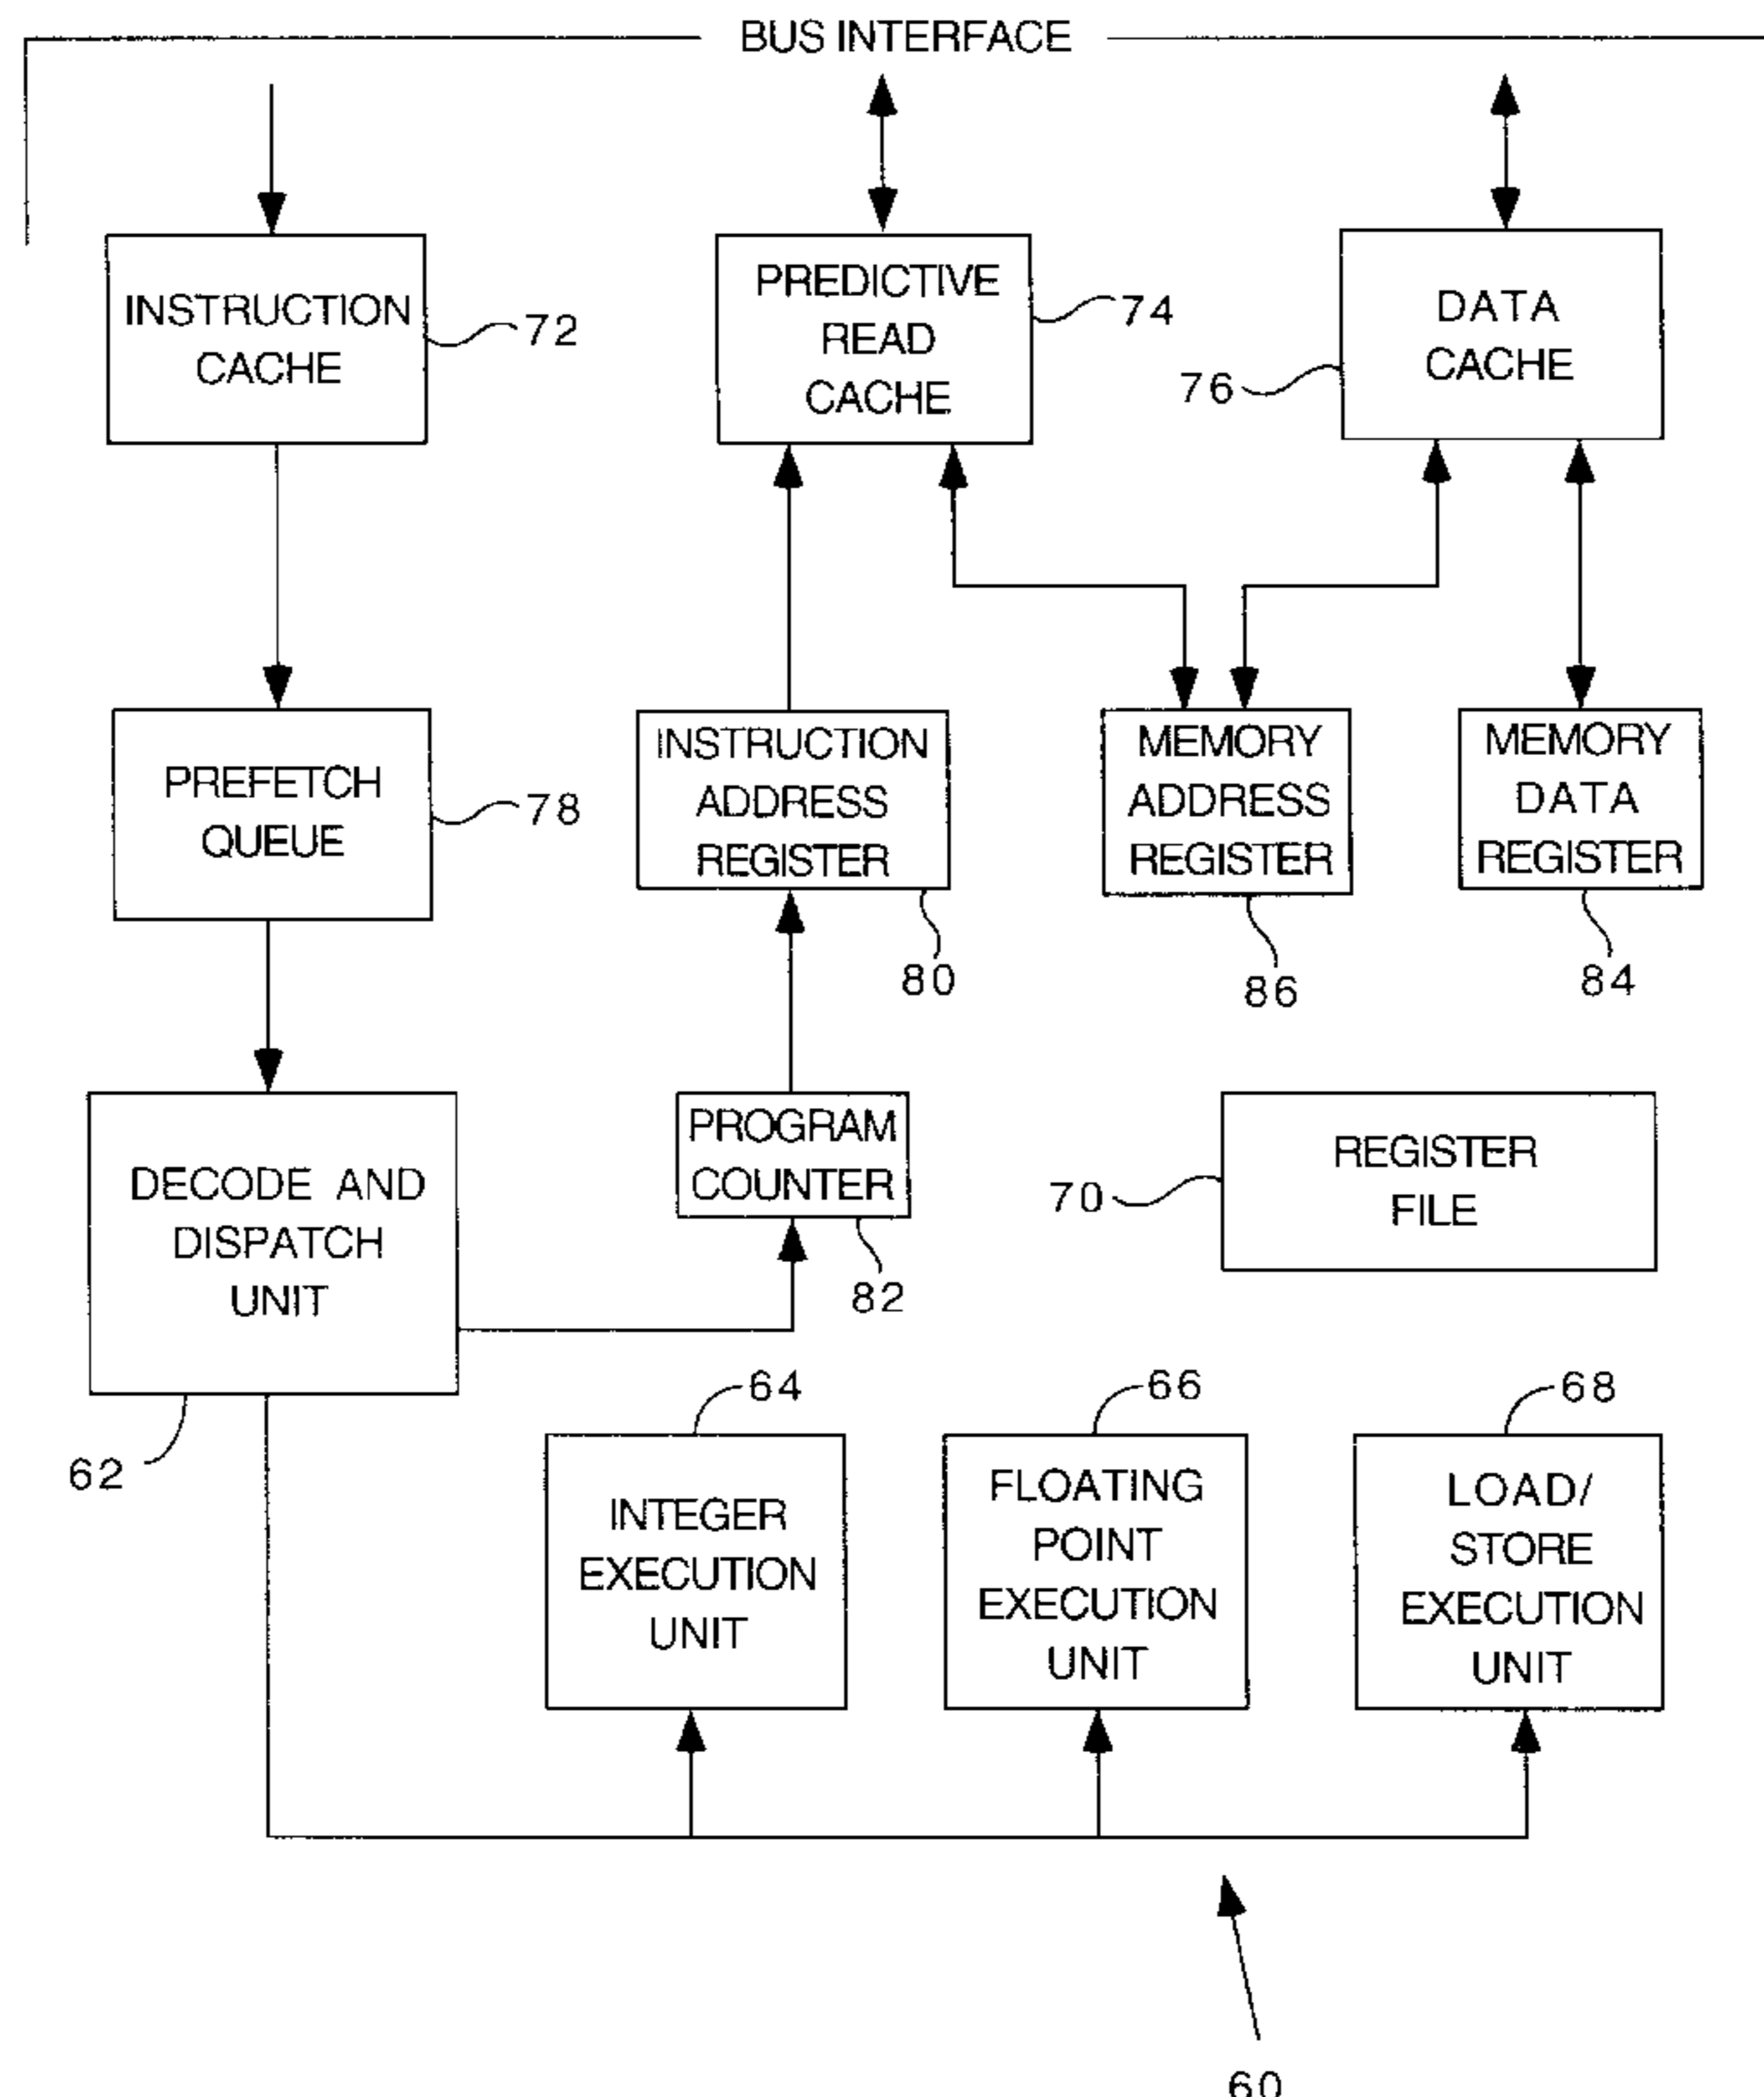 BUS INTERFACE
INSTRUCTION
CACHE
72
PREDICTIVE
READ
CACHE
74
DATA
CACHE
76
PREFETCH
QUEUE
78
INSTRUCTION
ADDRESS
REGISTER
80
MEMORY
ADDRESS
REGISTER
86
MEMORY
DATA
REGISTER
84
DECODE AND
DISPATCH
UNIT
62
PROGRAM
COUNTER
82
REGISTER
FILE
70
64
INTEGER
EXECUTION
UNIT
66
FLOATING
POINT
EXECUTION
UNIT
68
LOAD/
STORE
EXECUTION
UNIT
60